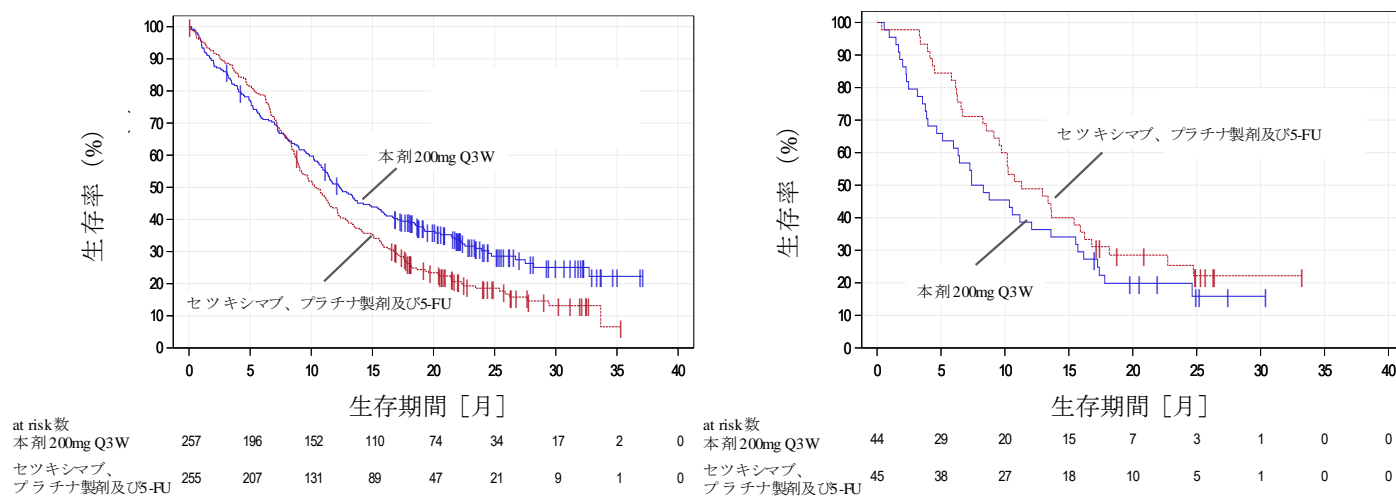 100
90
80
70
60
50
40
30
20
10
0
生存率 (%)
本剤200mg Q3W
セツキシマブ、プラチナ製剤及び5-FU
0 5 10 15 20 25 30 35 40
生存期間 [月]
at risk数
本剤200mg Q3W 257 196 152 110 74 34 17 2 0
セツキシマブ、
プラチナ製剤及び5-FU 255 207 131 89 47 21 9 1 0
100
90
80
70
60
50
40
30
20
10
0
生存率 (%)
セツキシマブ、プラチナ製剤及び5-FU
本剤200mg Q3W
0 5 10 15 20 25 30 35 40
生存期間 [月]
at risk数
本剤200mg Q3W 44 29 20 15 7 3 1 0 0
セツキシマブ、
プラチナ製剤及び5-FU 45 38 27 18 10 5 1 0 0